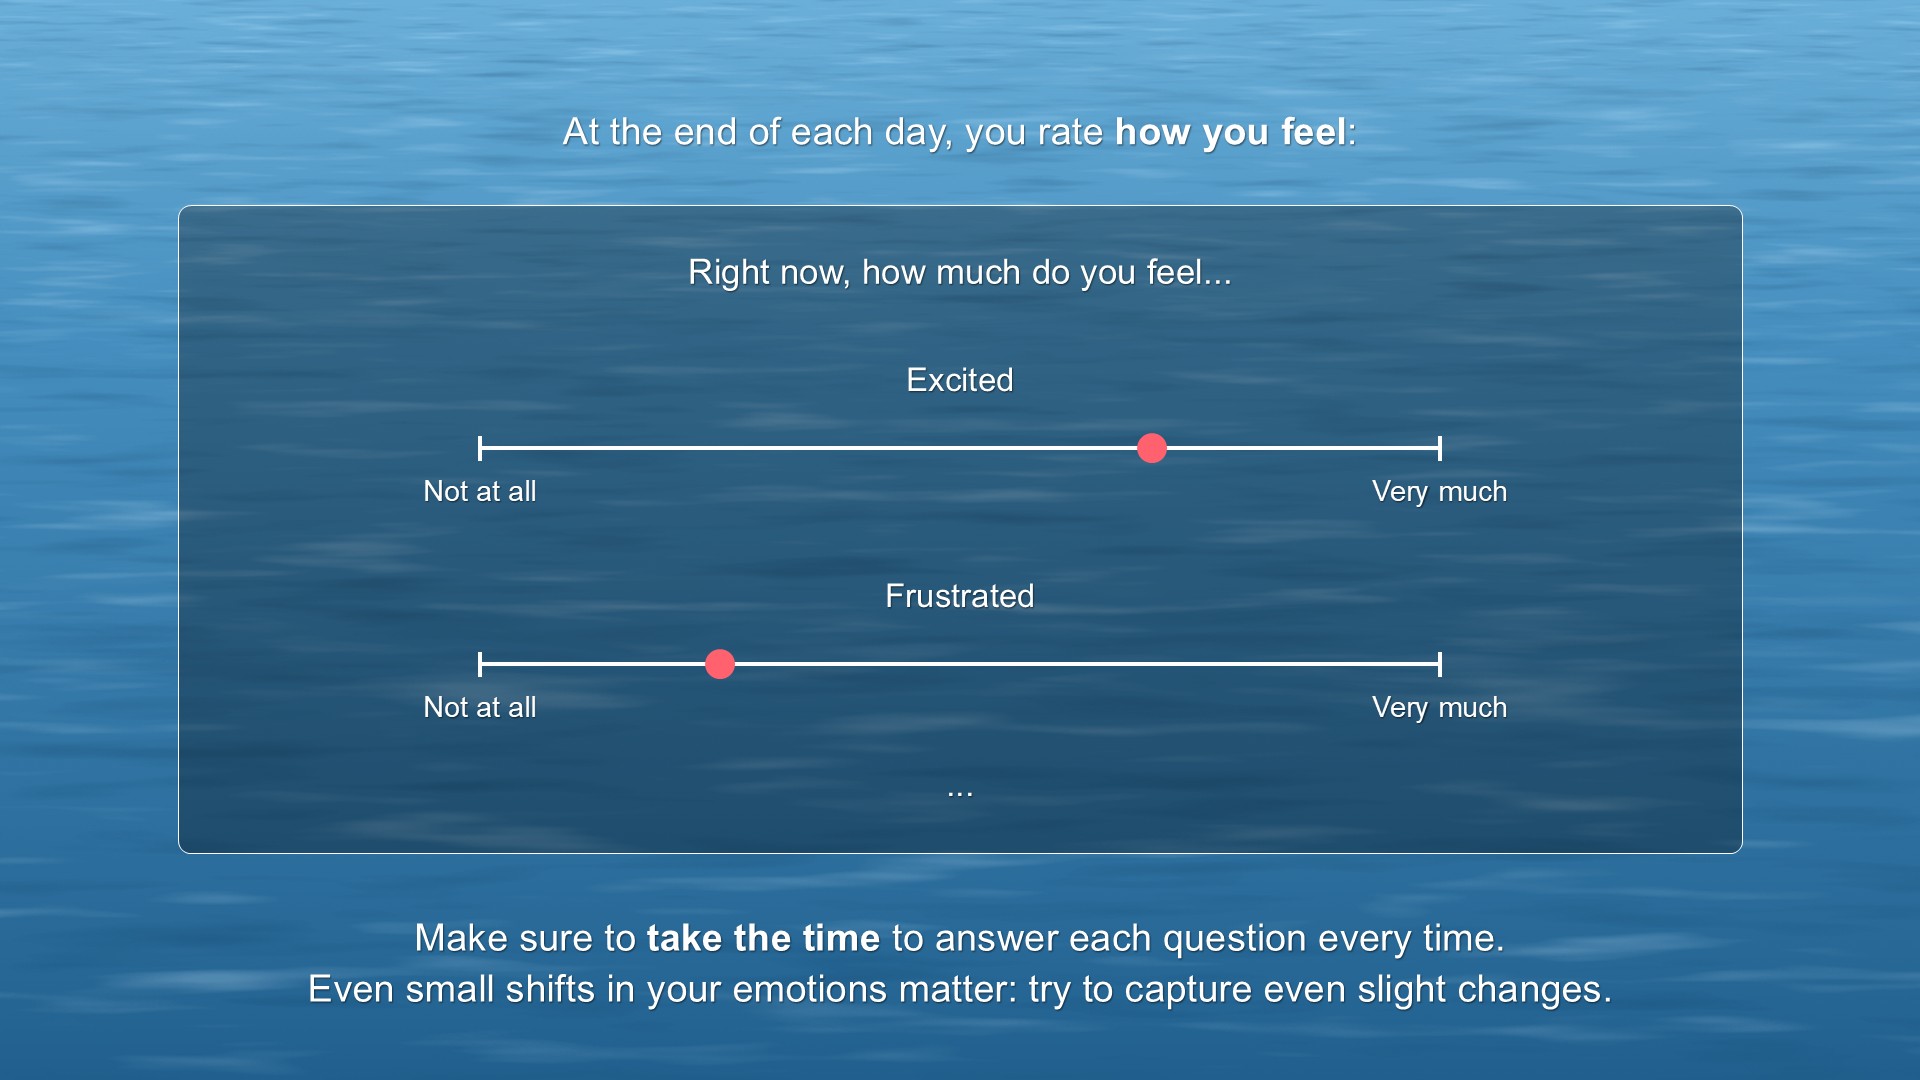 At the end of each day, you rate how you feel:
Right now, how much do you feel...
Excited
Not at all
Very much
Frustrated
Not at all
Very much
...
Make sure to take the time to answer each question every time.
Even small shifts in your emotions matter: try to capture even slight changes.